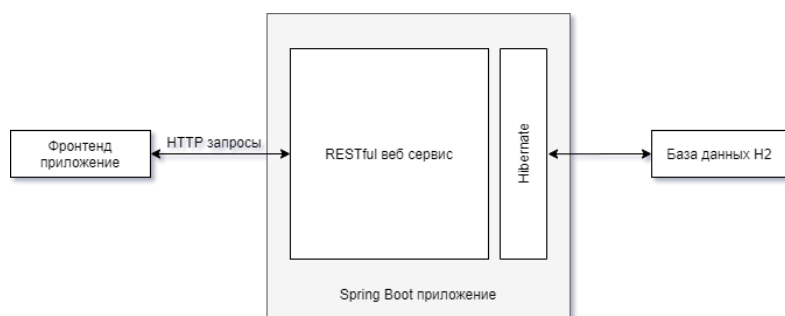 Фронтенд
приложение
HTTP запросы
RESTful веб сервис
Hibernate
База данных H2
Spring Boot приложение